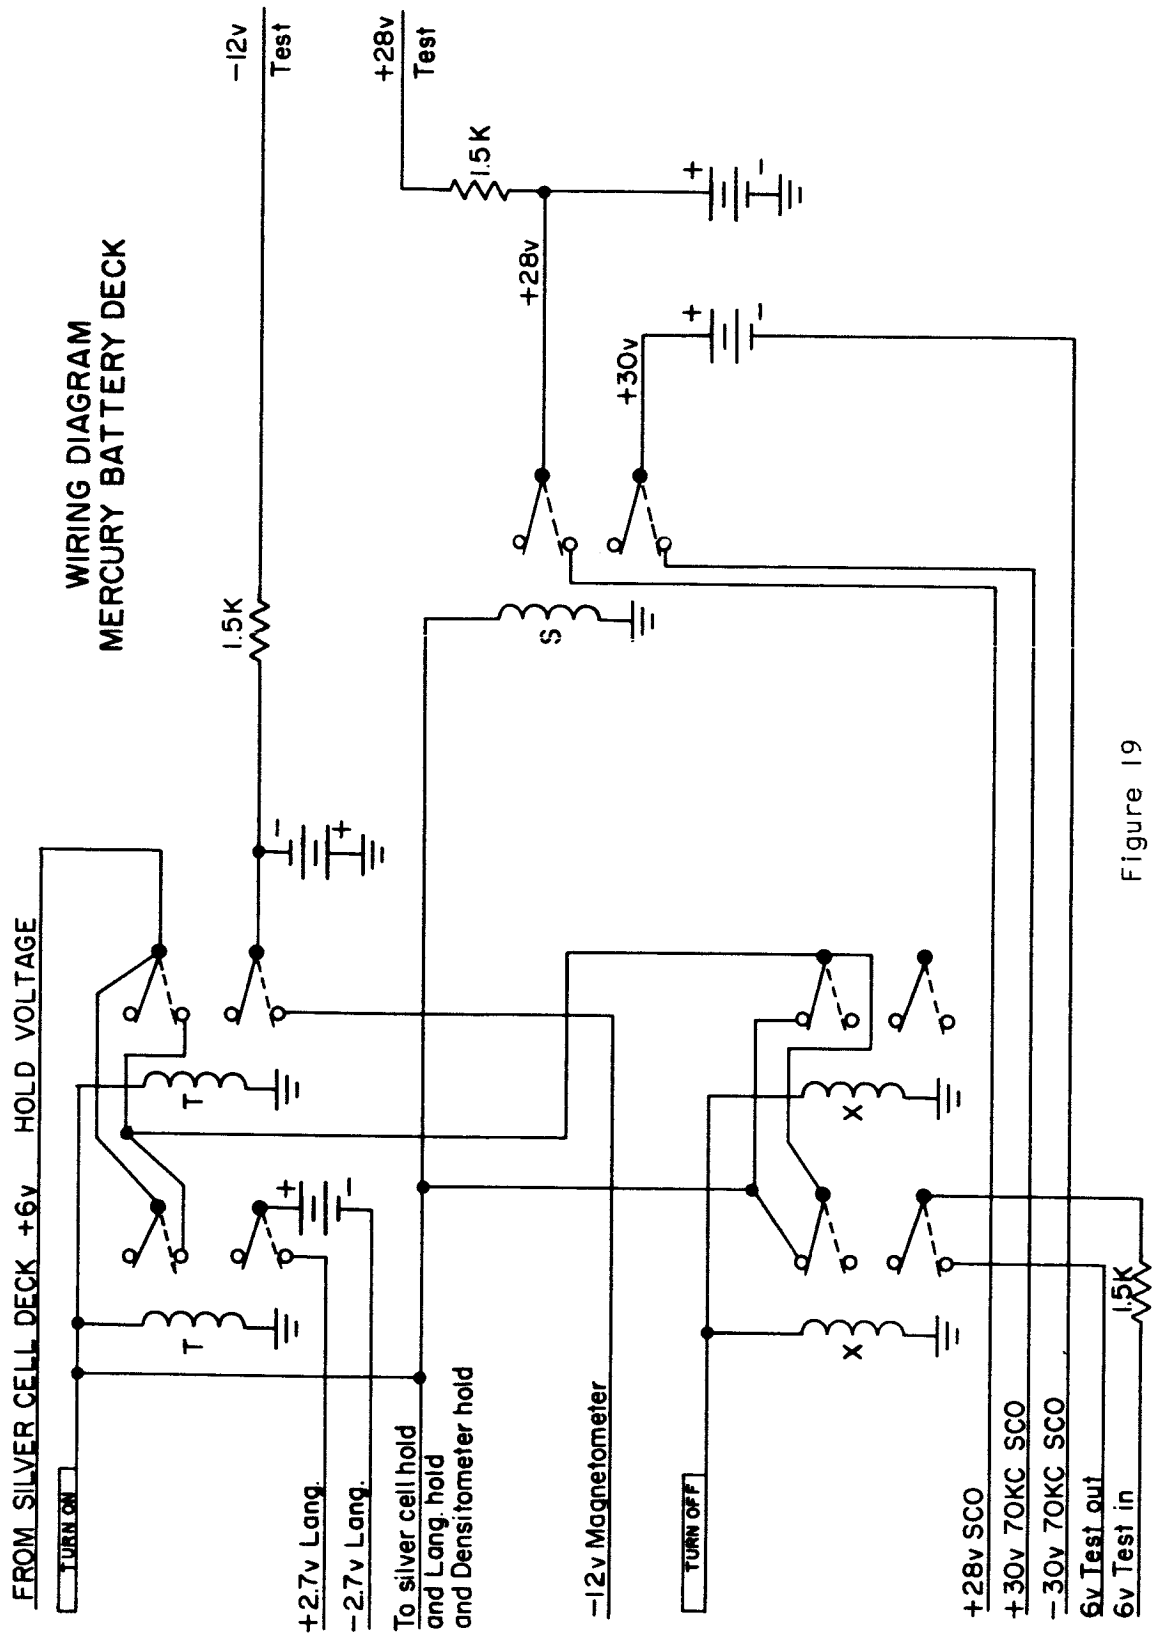 WIRING DIAGRAM
MERCURY BATTERY DECK
FROM SILVER CELL DECK +6v HOLD VOLTAGE
TURN ON
T
T
+
-
-
+
1.5K
-12v
Test
+28v
Test
1.5K
+28v
+
-
+30v
+
-
S
+2.7v Lang.
-2.7v Lang.
To silver cell hold
and Lang. hold
and Densitometer hold
-12v Magnetometer
TURN OFF
X
X
+28v SCO
+30v 70KC SCO
-30v 70KC SCO
6v Test out
6v Test in
1.5K
Figure 19